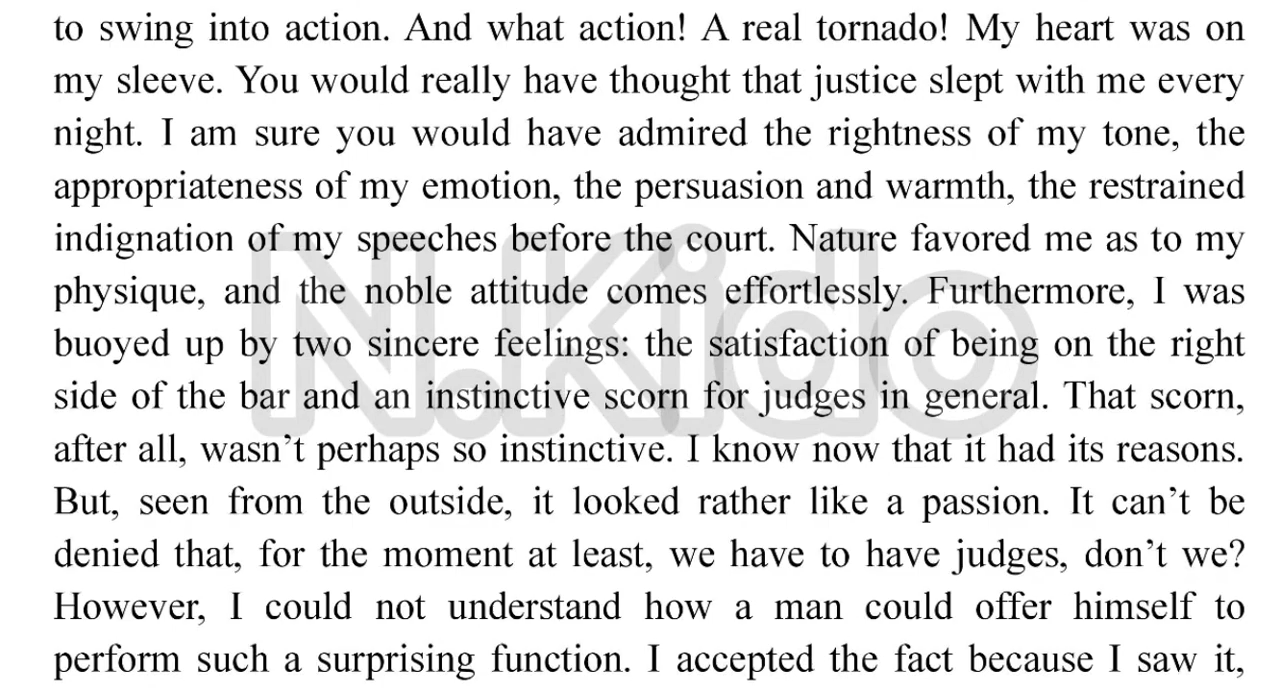 to swing into action. And what action! A real tornado! My heart was on
my sleeve. You would really have thought that justice slept with me every
night. I am sure you would have admired the rightness of my tone, the
appropriateness of my emotion, the persuasion and warmth, the restrained
indignation of my speeches before the court. Nature favored me as to my
physique, and the noble attitude comes effortlessly. Furthermore, I was
buoyed up by two sincere feelings: the satisfaction of being on the right
side of the bar and an instinctive scorn for judges in general. That scorn,
after all, wasn’t perhaps so instinctive. I know now that it had its reasons.
But, seen from the outside, it looked rather like a passion. It can’t be
denied that, for the moment at least, we have to have judges, don’t we?
However, I could not understand how a man could offer himself to
perform such a surprising function. I accepted the fact because I saw it,
N.Kido